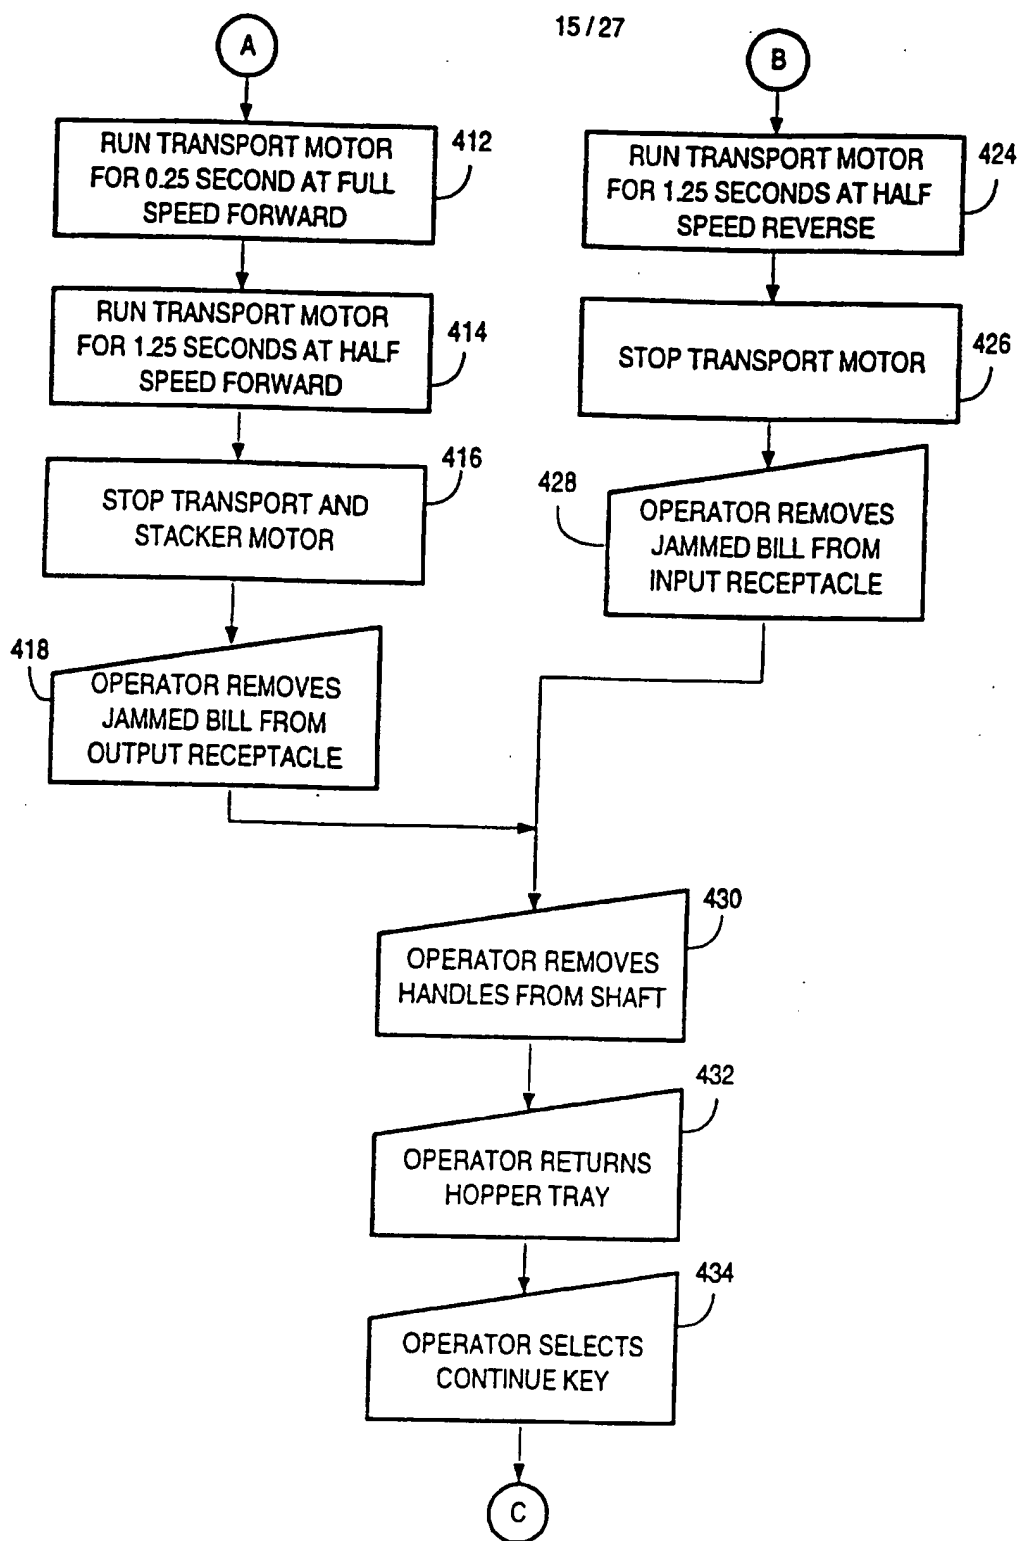 15/27
A
RUN TRANSPORT MOTOR
FOR 0.25 SECOND AT FULL
SPEED FORWARD
412
RUN TRANSPORT MOTOR
FOR 1.25 SECONDS AT HALF
SPEED FORWARD
414
STOP TRANSPORT AND
STACKER MOTOR
416
OPERATOR REMOVES
JAMMED BILL FROM
OUTPUT RECEPTACLE
418
B
RUN TRANSPORT MOTOR
FOR 1.25 SECONDS AT HALF
SPEED REVERSE
424
STOP TRANSPORT MOTOR
426
OPERATOR REMOVES
JAMMED BILL FROM
INPUT RECEPTACLE
428
OPERATOR REMOVES
HANDLES FROM SHAFT
430
OPERATOR RETURNS
HOPPER TRAY
432
OPERATOR SELECTS
CONTINUE KEY
434
C